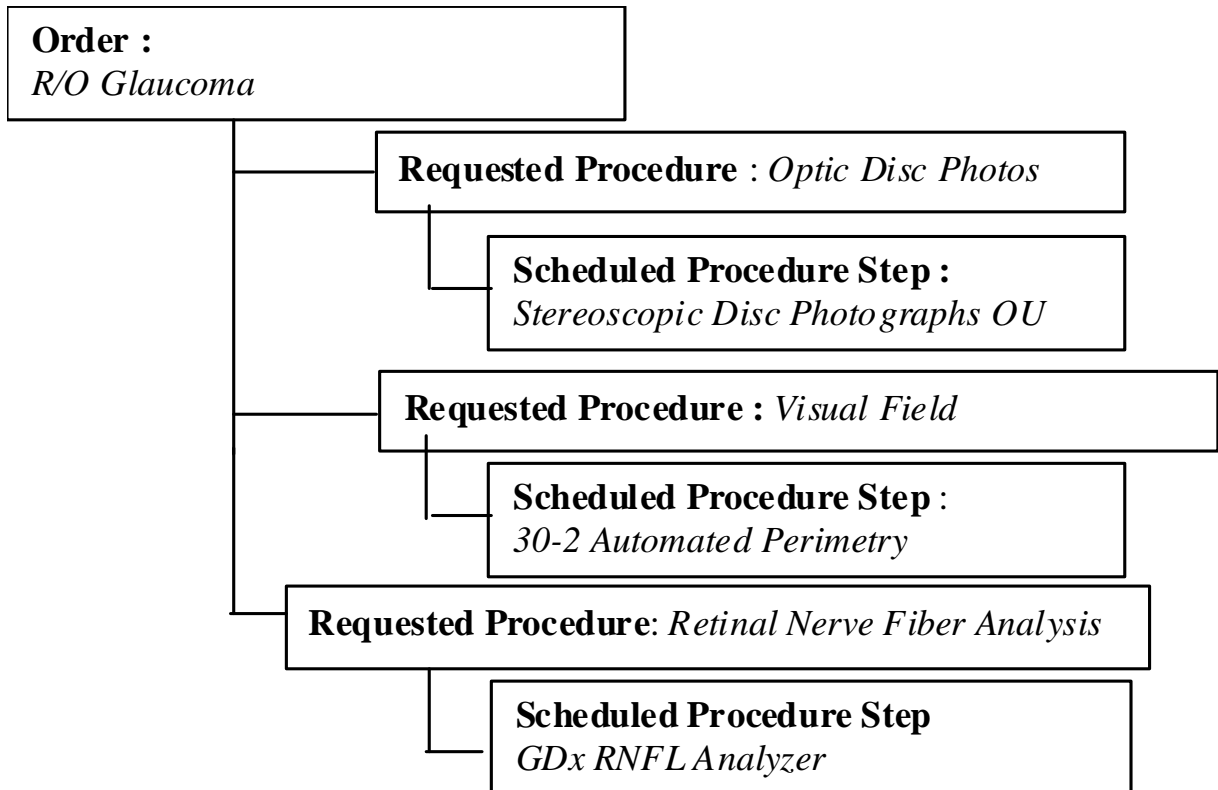 Order :
R/O Glaucoma
Requested Procedure : Optic Disc Photos
Scheduled Procedure Step :
Stereoscopic Disc Photographs OU
Requested Procedure : Visual Field
Scheduled Procedure Step :
30-2 Automated Perimetry
Requested Procedure: Retinal Nerve Fiber Analysis
Scheduled Procedure Step
GDx RNFL Analyzer